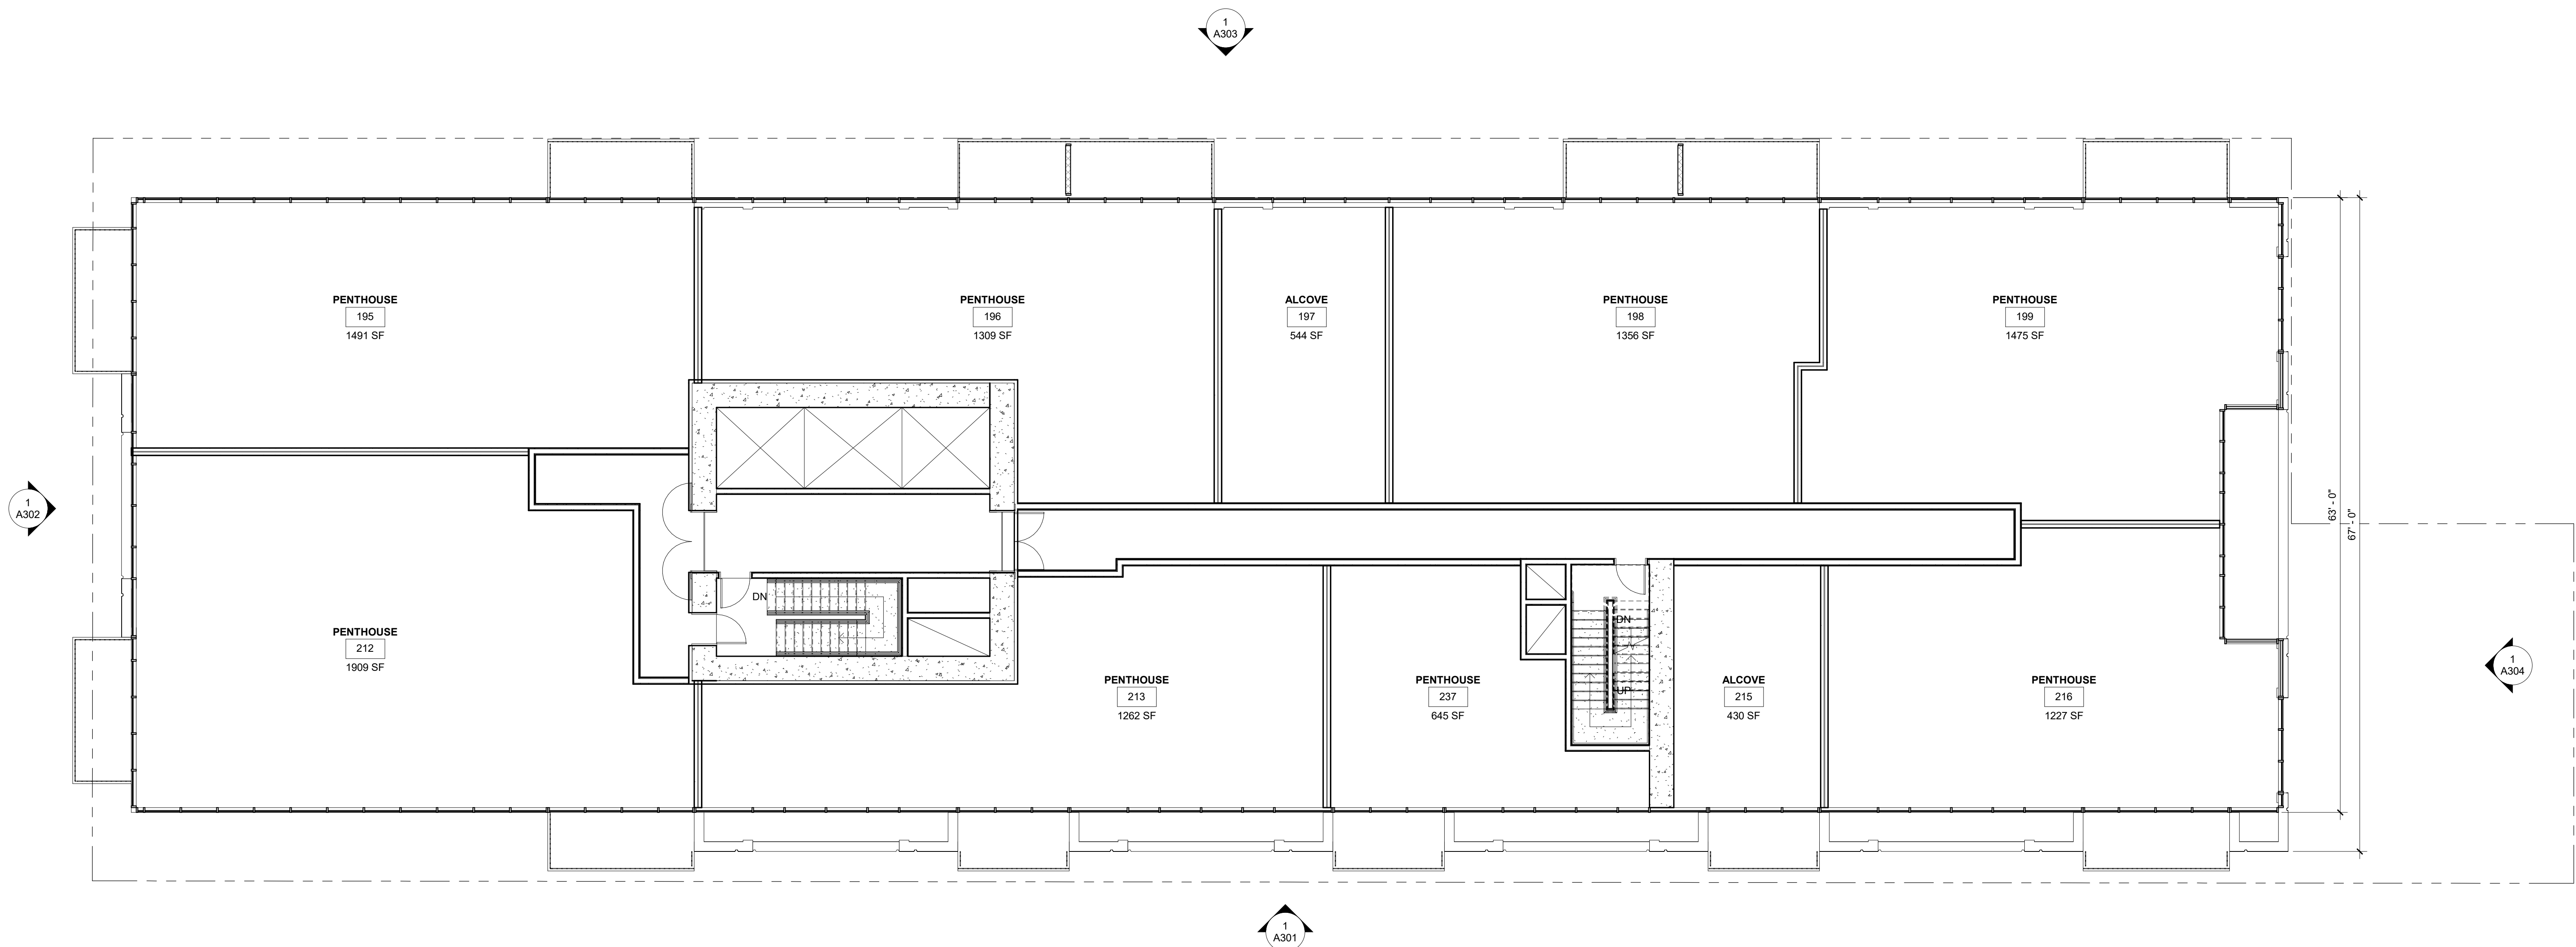 1
A303
PENTHOUSE
195
1491 SF
PENTHOUSE
196
1309 SF
ALCOVE
197
544 SF
PENTHOUSE
198
1356 SF
PENTHOUSE
199
1475 SF
1
A302
63' - 0"
67' - 0"
DN
DN
UP
PENTHOUSE
212
1909 SF
PENTHOUSE
213
1262 SF
PENTHOUSE
237
645 SF
ALCOVE
215
430 SF
PENTHOUSE
216
1227 SF
1
A304
1
A301